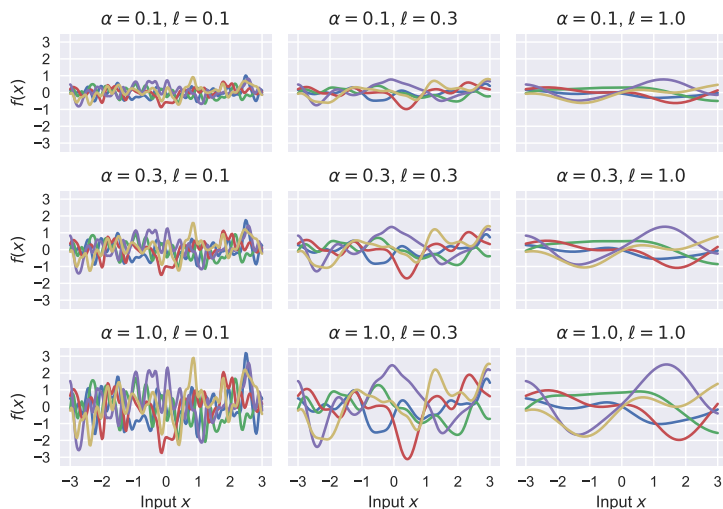 α = 0.1, ℓ = 0.1 α = 0.1, ℓ = 0.3 α = 0.1, ℓ = 1.0
3
2
1
0
−1
−2
−3
f(x)
α = 0.3, ℓ = 0.1 α = 0.3, ℓ = 0.3 α = 0.3, ℓ = 1.0
3
2
1
0
−1
−2
−3
f(x)
α = 1.0, ℓ = 0.1 α = 1.0, ℓ = 0.3 α = 1.0, ℓ = 1.0
3
2
1
0
−1
−2
−3
f(x)
−3 −2 −1 0 1 2 3 −3 −2 −1 0 1 2 3 −3 −2 −1 0 1 2 3
Input x Input x Input x